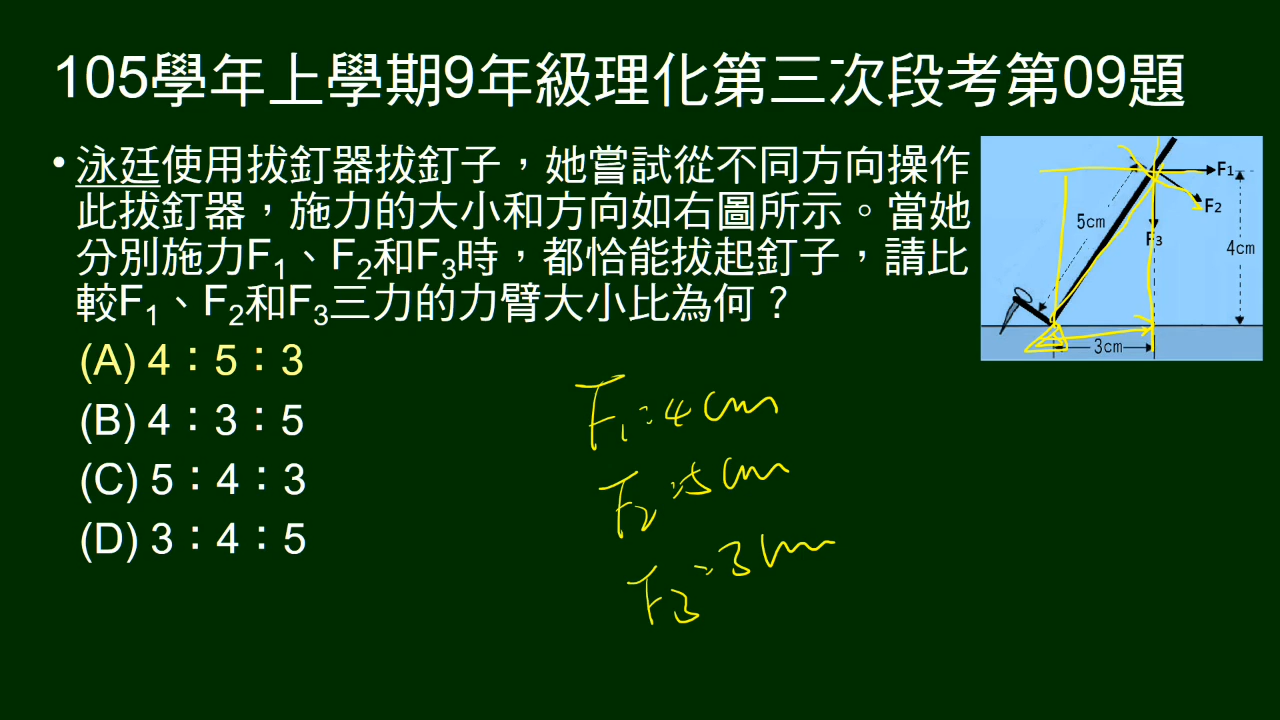 105學年上學期9年級理化第三次段考第09題
• 泳廷使用拔釘器拔釘子，她嘗試從不同方向操作
此拔釘器，施力的大小和方向如右圖所示。當她
分別施力F₁、F₂和F₃時，都恰能拔起釘子，請比
較F₁、F₂和F₃三力的力臂大小比為何？
(A) 4：5：3
(B) 4：3：5
(C) 5：4：3
(D) 3：4：5
F₁
F₂
5cm
F₃
4cm
3cm
F₁:4cm
F₂:5cm
F₃:3cm